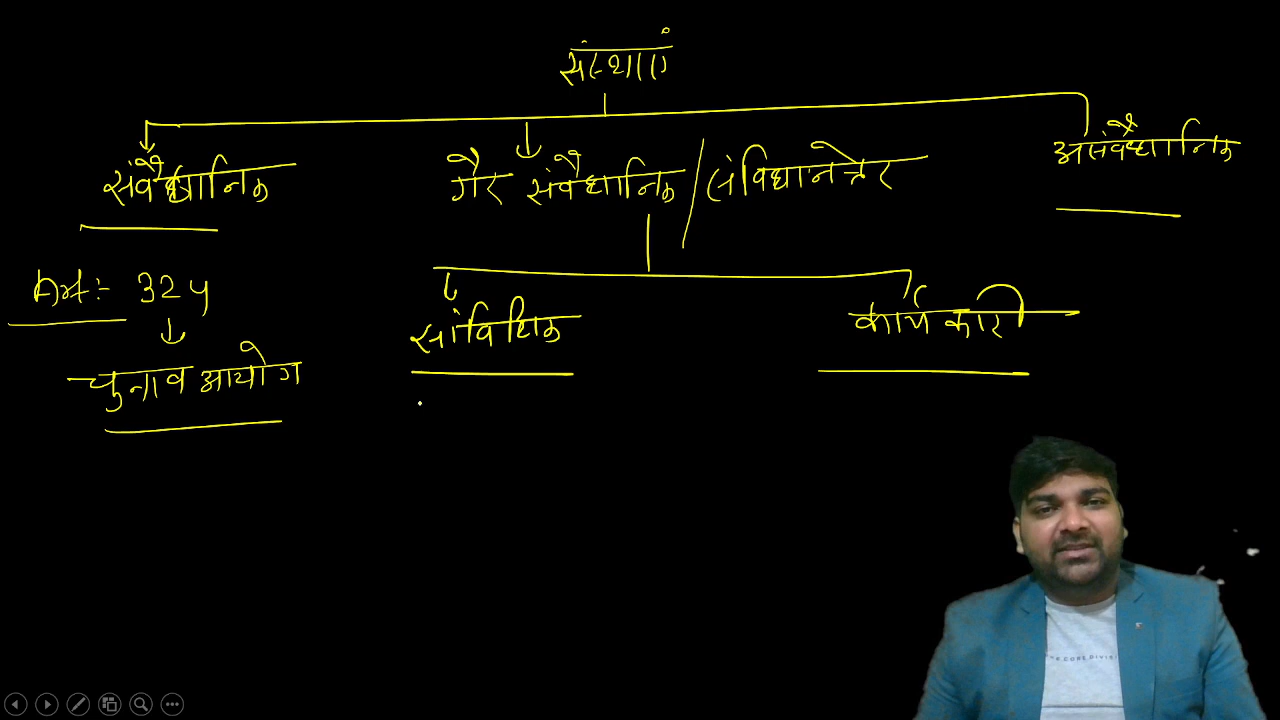 संस्थाएं
संवैधानिक
गैर संवैधानिक/संविधानेत्तर
असंवैधानिक
Art:- 324
चुनाव आयोग
सांविधिक
कार्यकारी